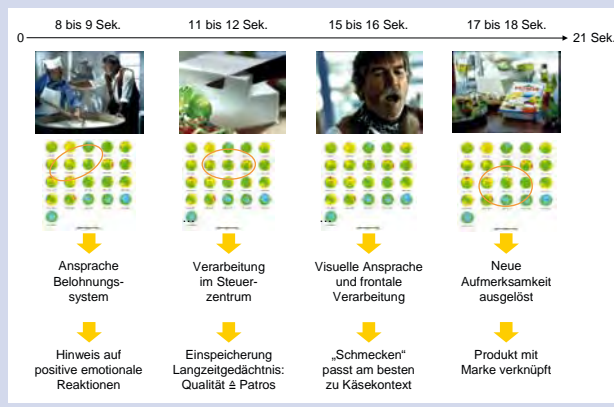 8 bis 9 Sek.
11 bis 12 Sek.
15 bis 16 Sek.
17 bis 18 Sek.
0
21 Sek.
...
...
Ansprache
Belohnungs-
system
Verarbeitung
im Steuer-
zentrum
Visuelle Ansprache
und frontale
Verarbeitung
Neue
Aufmerksamkeit
ausgelöst
Hinweis auf
positive emotionale
Reaktionen
Einspeicherung
Langzeitgedächtnis:
Qualität ≙ Patros
„Schmecken“
passt am besten
zu Käsekontext
Produkt mit
Marke verknüpft